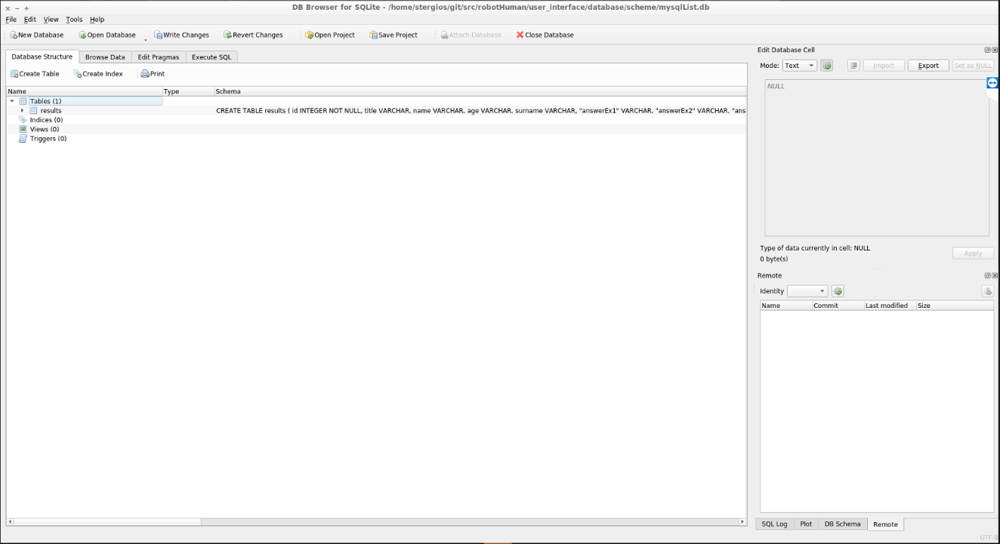 DB Browser for SQLite - /home/stergios/git/src/robotHuman/user_interface/database/scheme/mysqlList.db
File Edit View Tools Help
New Database Open Database Write Changes Revert Changes Open Project Save Project Attach Database Close Database
Database Structure Browse Data Edit Pragmas Execute SQL
Create Table Create Index Print
Name Type Schema
Tables (1)
results CREATE TABLE results ( id INTEGER NOT NULL, title VARCHAR, name VARCHAR, age VARCHAR, surname VARCHAR, "answerEx1" VARCHAR, "answerEx2" VARCHAR, "ans
Indices (0)
Views (0)
Triggers (0)
Edit Database Cell
Mode: Text Import Export Set as NULL
NULL
Type of data currently in cell: NULL
0 byte(s)
Apply
Remote
Identity
Name Commit Last modified Size
SQL Log Plot DB Schema Remote
UTF-8